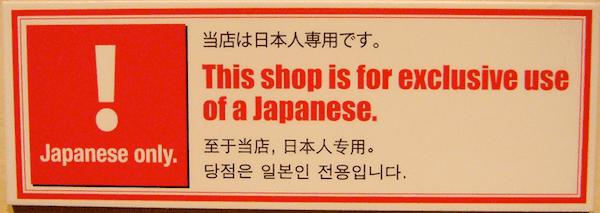 !
Japanese only.
当店は日本人専用です。
This shop is for exclusive use
of a Japanese.
至于当店, 日本人专用。
당점은 일본인 전용입니다.